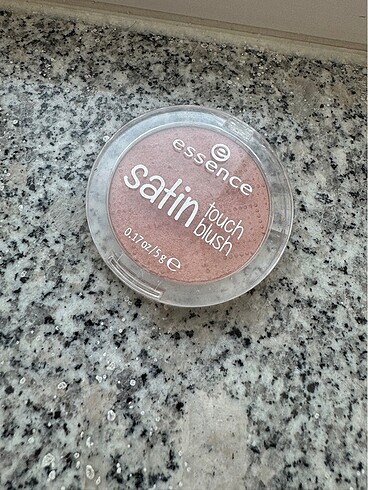 essence
satin
touch
blush
0.17 oz/5 g ℮